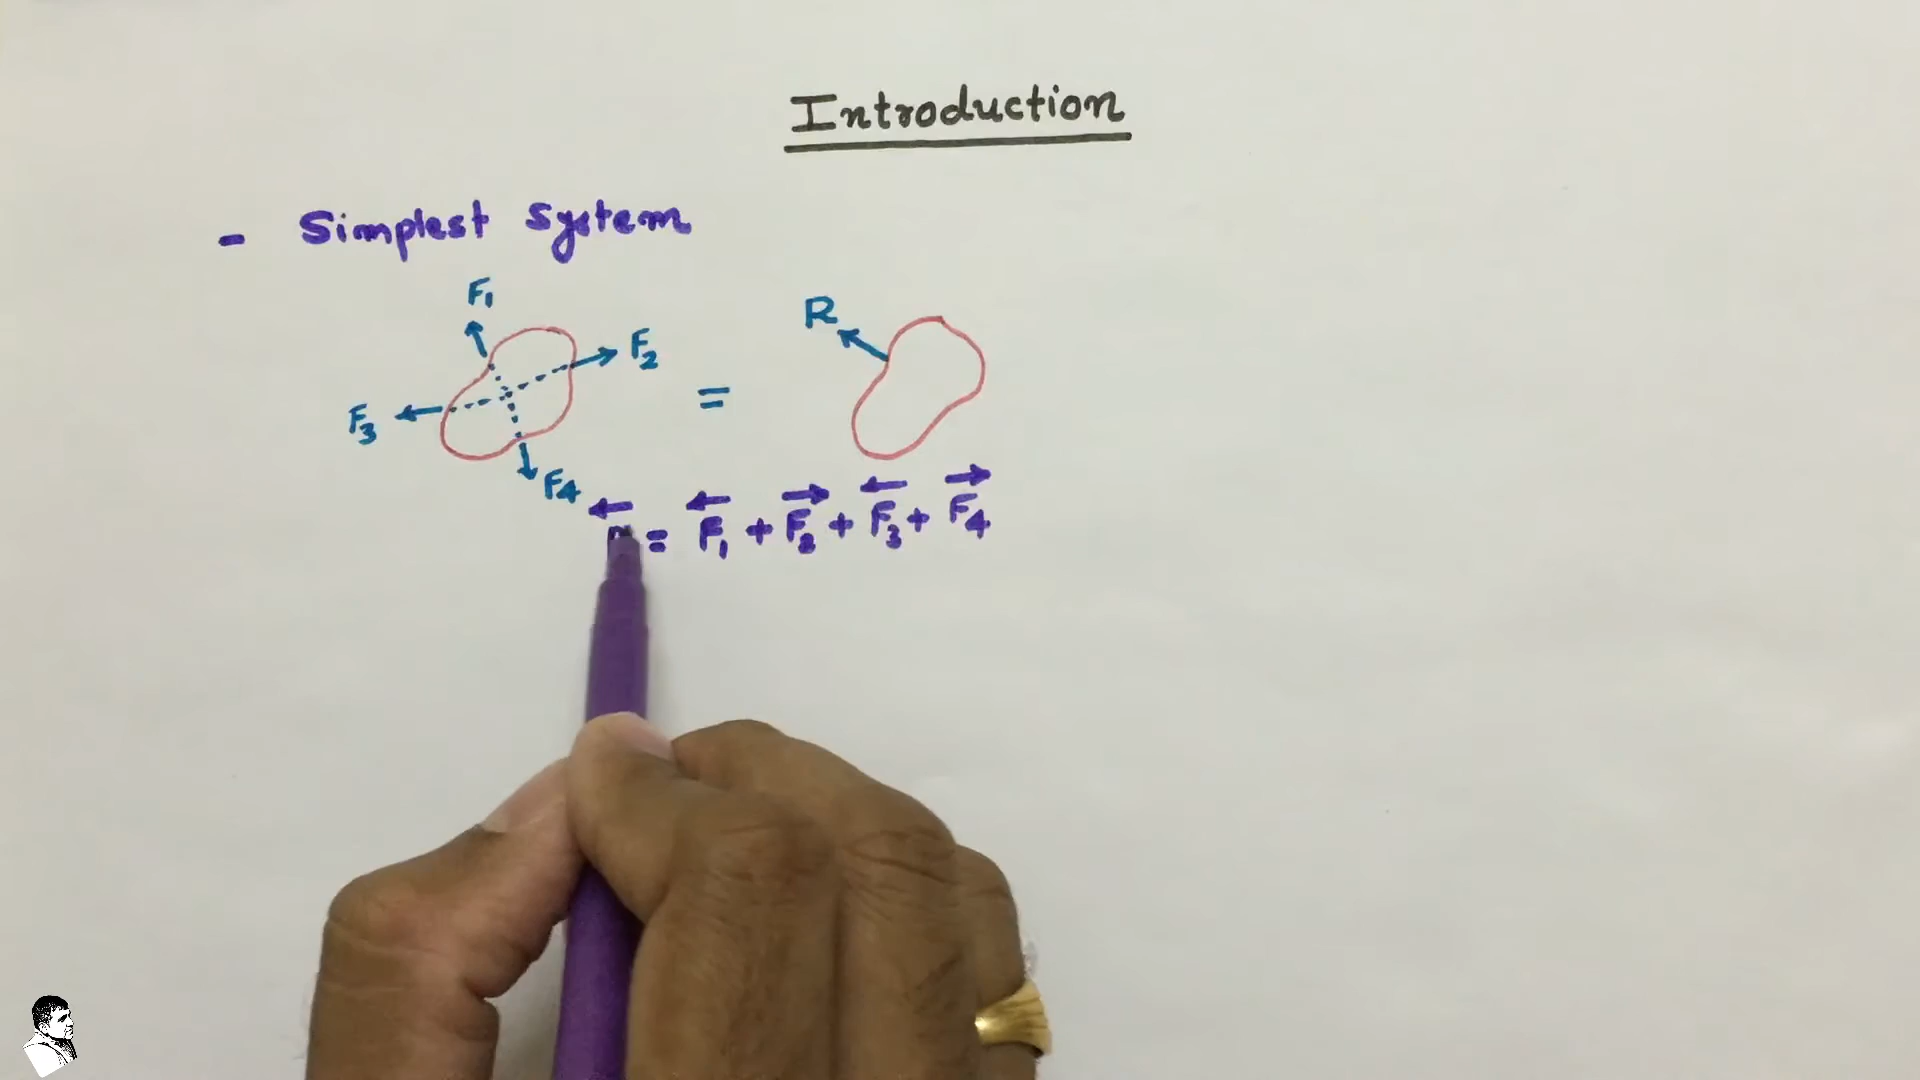 Introduction
- Simplest System
F1
F2
F3
F4
=
R
= F1 + F2 + F3 + F4